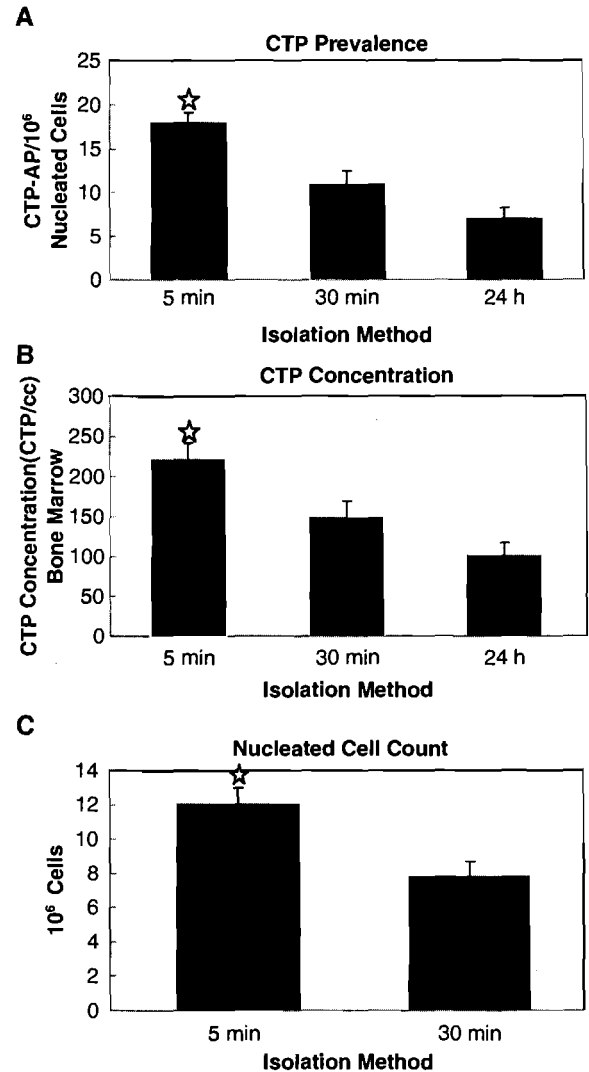 A
CTP Prevalence
CTP-AP/10⁶
Nucleated Cells
25
20
15
10
5
0
5 min 30 min 24 h
Isolation Method
B
CTP Concentration
CTP Concentration(CTP/cc)
Bone Marrow
300
250
200
150
100
50
0
5 min 30 min 24 h
Isolation Method
C
Nucleated Cell Count
10⁶ Cells
14
12
10
8
6
4
2
0
5 min 30 min
Isolation Method